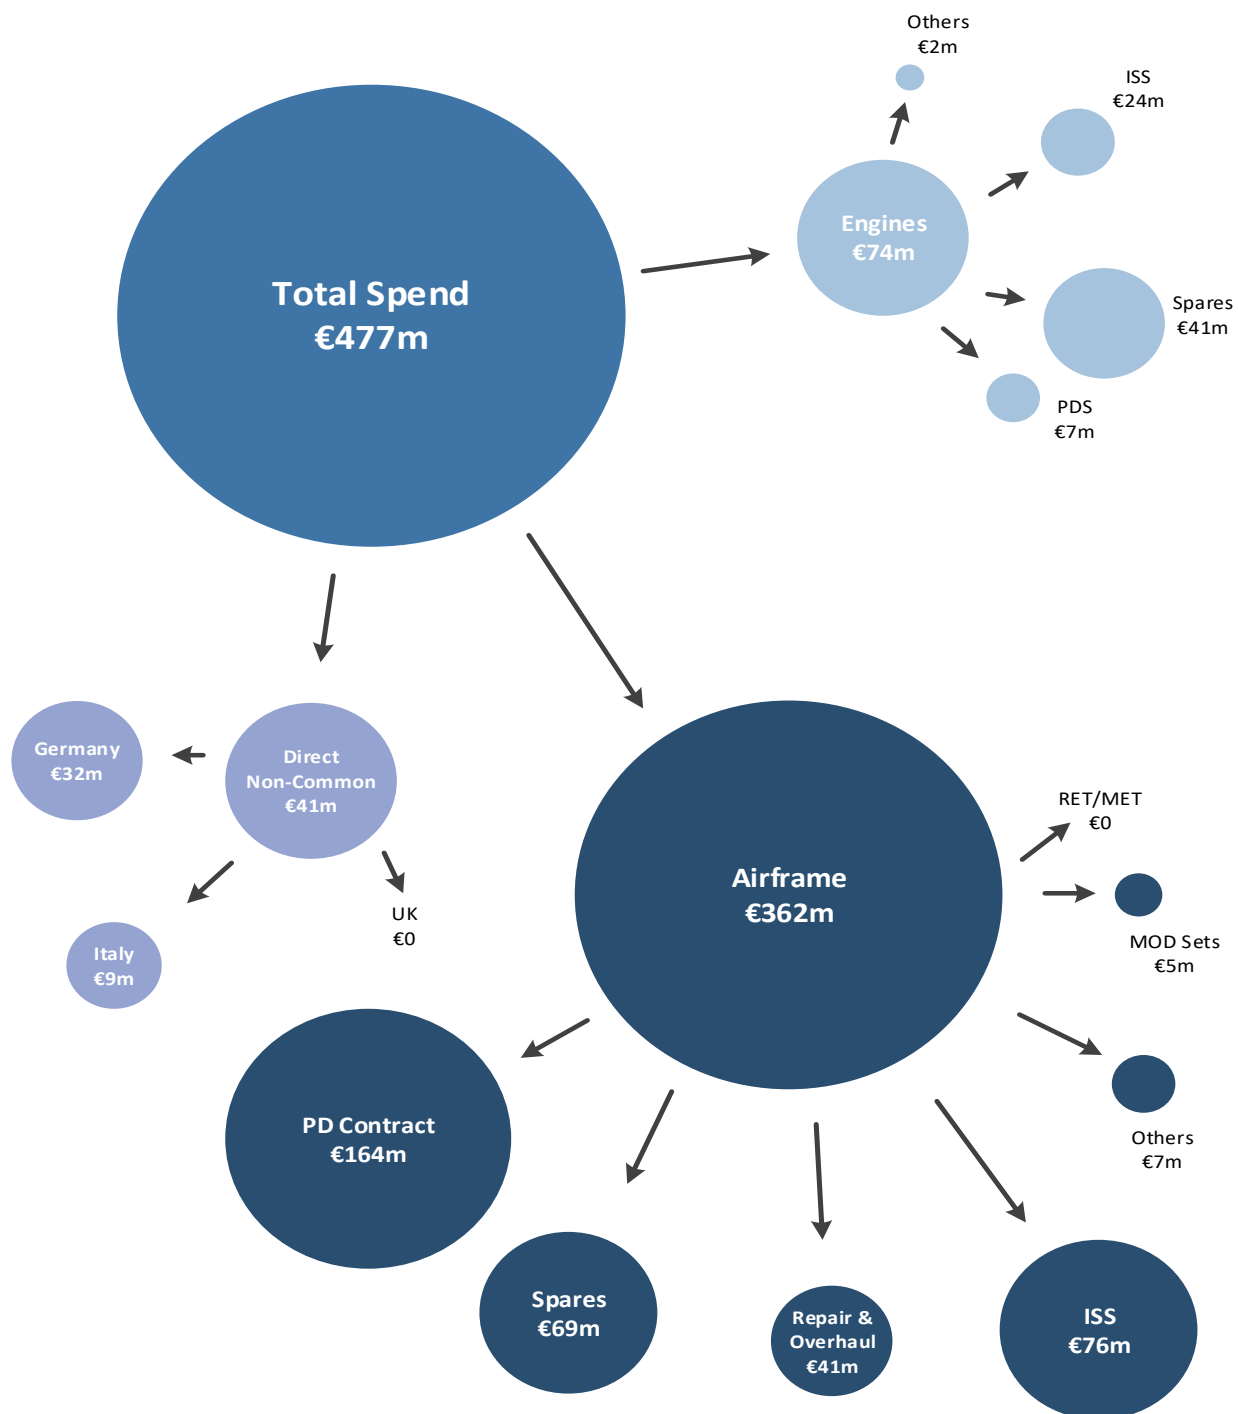 Others
€2m
ISS
€24m
Engines
€74m
Total Spend
€477m
Spares
€41m
PDS
€7m
Germany
€32m
Direct
Non-Common
€41m
Italy
€9m
UK
€0
Airframe
€362m
RET/MET
€0
MOD Sets
€5m
Others
€7m
PD Contract
€164m
Spares
€69m
Repair &
Overhaul
€41m
ISS
€76m